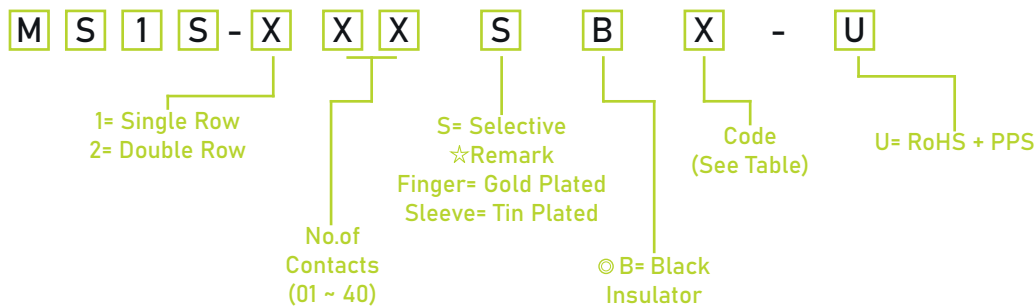 M S 1 S - X X X S B X - U
1= Single Row
2= Double Row
No.of
Contacts
(01 ~ 40)
S= Selective
☆Remark
Finger= Gold Plated
Sleeve= Tin Plated
◎ B= Black
Insulator
Code
(See Table)
U= RoHS + PPS